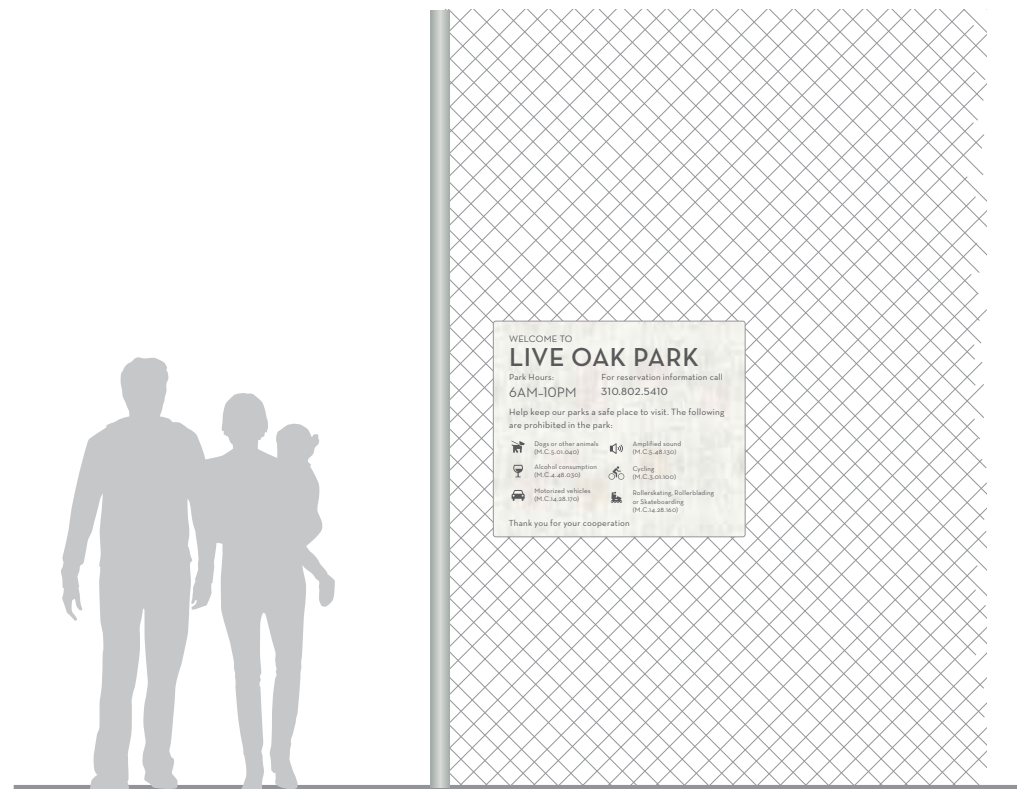 WELCOME TO
LIVE OAK PARK
Park Hours:
6AM–10PM
For reservation information call
310.802.5410
Help keep our parks a safe place to visit. The following
are prohibited in the park:
Dogs or other animals
(M.C.5.01.040)
Alcohol consumption
(M.C.4.48.030)
Motorized vehicles
(M.C.14.28.170)
Amplified sound
(M.C.5.48.130)
Cycling
(M.C.3.01.100)
Rollerskating, Rollerblading
or Skateboarding
(M.C.14.28.160)
Thank you for your cooperation